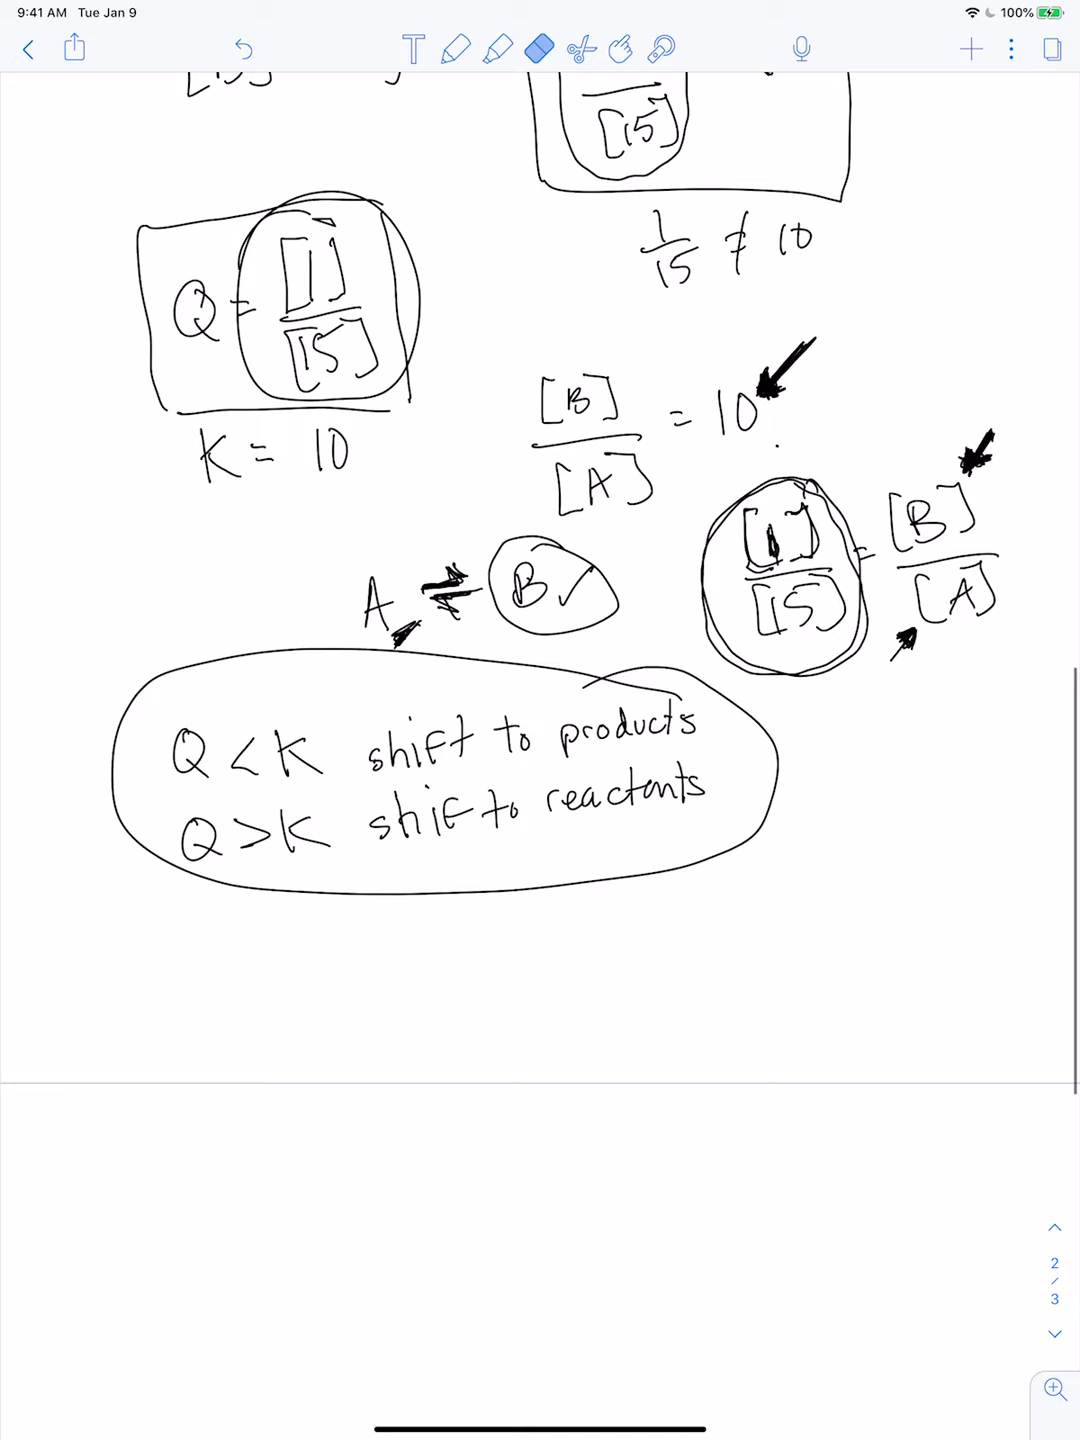 9:41 AM Tue Jan 9
100%
T
[15]
1/15 ≠ 10
Q = [1]/[15]
K = 10
[B]/[A] = 10
[1]/[15] = [B]/[A]
A ⇌ B ✓
Q < K shift to products
Q > K shift to reactants
2
/
3